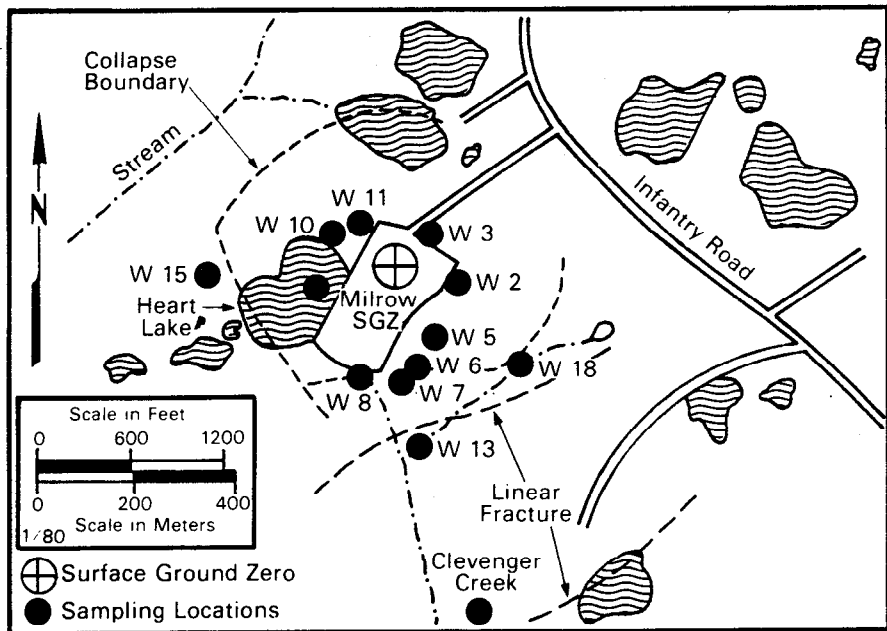 Collapse
Boundary
Stream
N
Infantry Road
W 11
W 10
W 3
W 15
Milrow
SGZ
W 2
Heart
Lake
W 5
W 6
W 18
W 7
W 8
W 13
Scale in Feet
0 600 1200
0 200 400
Scale in Meters
1/80
Linear
Fracture
Clevenger
Creek
Surface Ground Zero
Sampling Locations